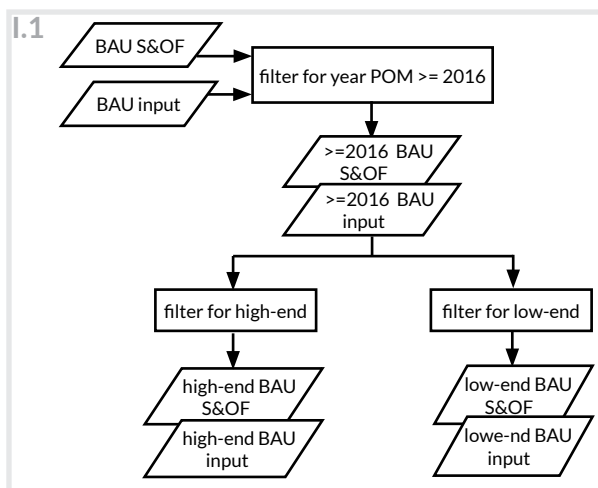 I.1
BAU S&OF
BAU input
filter for year POM >= 2016
>=2016 BAU
S&OF
>=2016 BAU
input
filter for high-end
filter for low-end
high-end BAU
S&OF
high-end BAU
input
low-end BAU
S&OF
lowe-nd BAU
input